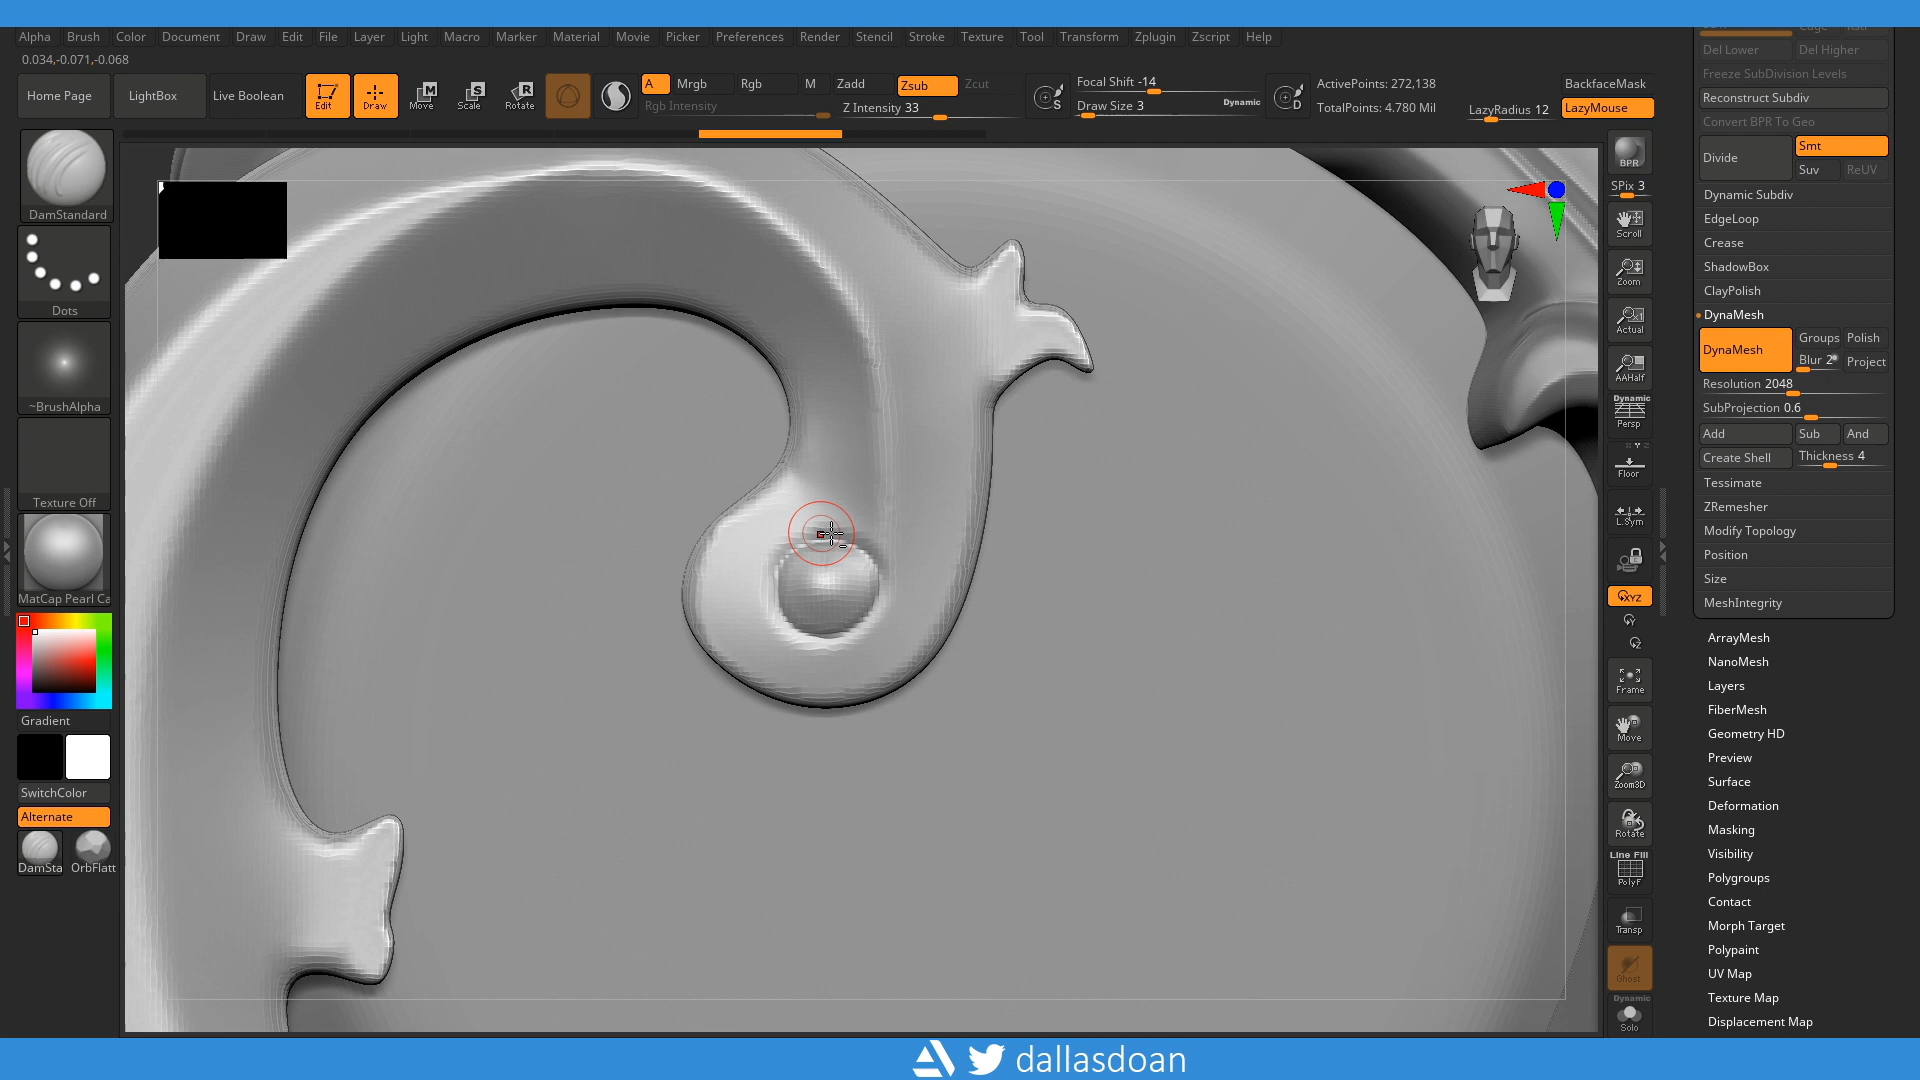 Alpha Brush Color Document Draw Edit File Layer Light Macro Marker Material Movie Picker Preferences Render Stencil Stroke Texture Tool Transform Zplugin Zscript Help
0.034,-0.071,-0.068
Home Page LightBox Live Boolean Edit Draw Move Scale Rotate
A Mrgb Rgb M Zadd Zsub Zcut
Rgb Intensity Z Intensity 33
Focal Shift -14
Draw Size 3 Dynamic
ActivePoints: 272,138
TotalPoints: 4.780 Mil
LazyRadius 12
BackfaceMask
LazyMouse
DamStandard
Dots
~BrushAlpha
Texture Off
MatCap Pearl Ca
Gradient
SwitchColor
Alternate
DamSta OrbFlatt
BPR
SPix 3
Scroll
Zoom
Actual
AAHalf
Dynamic
Persp
Floor
L.Sym
XYZ
Y
Z
Frame
Move
Zoom3D
Rotate
Line Fill
PolyF
Transp
Ghost
Dynamic
Solo
Del Lower Del Higher
Freeze SubDivision Levels
Reconstruct Subdiv
Convert BPR To Geo
Divide Smt
Suv ReUV
Dynamic Subdiv
EdgeLoop
Crease
ShadowBox
ClayPolish
DynaMesh
DynaMesh Groups Polish
Blur 2 Project
Resolution 2048
SubProjection 0.6
Add Sub And
Create Shell Thickness 4
Tessimate
ZRemesher
Modify Topology
Position
Size
MeshIntegrity
ArrayMesh
NanoMesh
Layers
FiberMesh
Geometry HD
Preview
Surface
Deformation
Masking
Visibility
Polygroups
Contact
Morph Target
Polypaint
UV Map
Texture Map
Displacement Map
dallasdoan